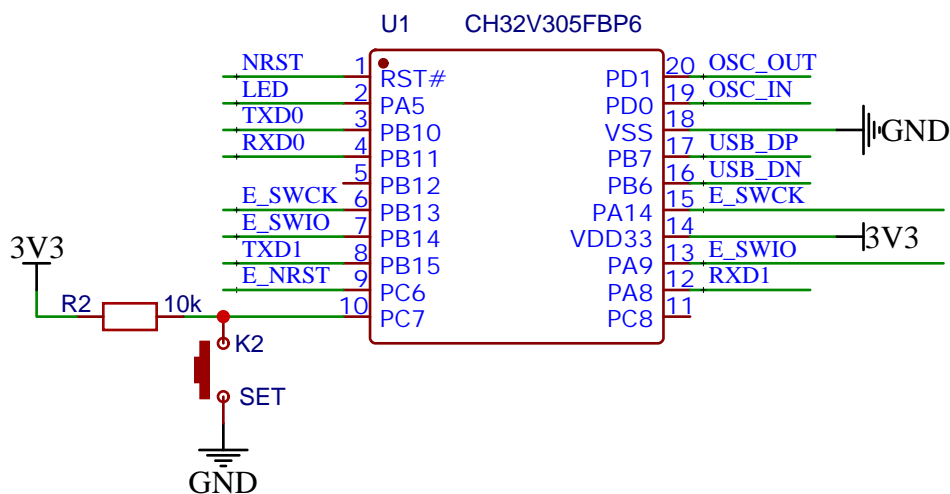 U1 CH32V305FBP6
NRST 1 RST# PD1 20 OSC_OUT
LED 2 PA5 PD0 19 OSC_IN
TXD0 3 PB10 VSS 18 GND
RXD0 4 PB11 PB7 17 USB_DP
5 PB12 PB6 16 USB_DN
E_SWCK 6 PB13 PA14 15 E_SWCK
E_SWIO 7 PB14 VDD33 14 3V3
TXD1 8 PB15 PA9 13 E_SWIO
E_NRST 9 PC6 PA8 12 RXD1
10 PC7 PC8 11
3V3
R2 10k
K2
SET
GND